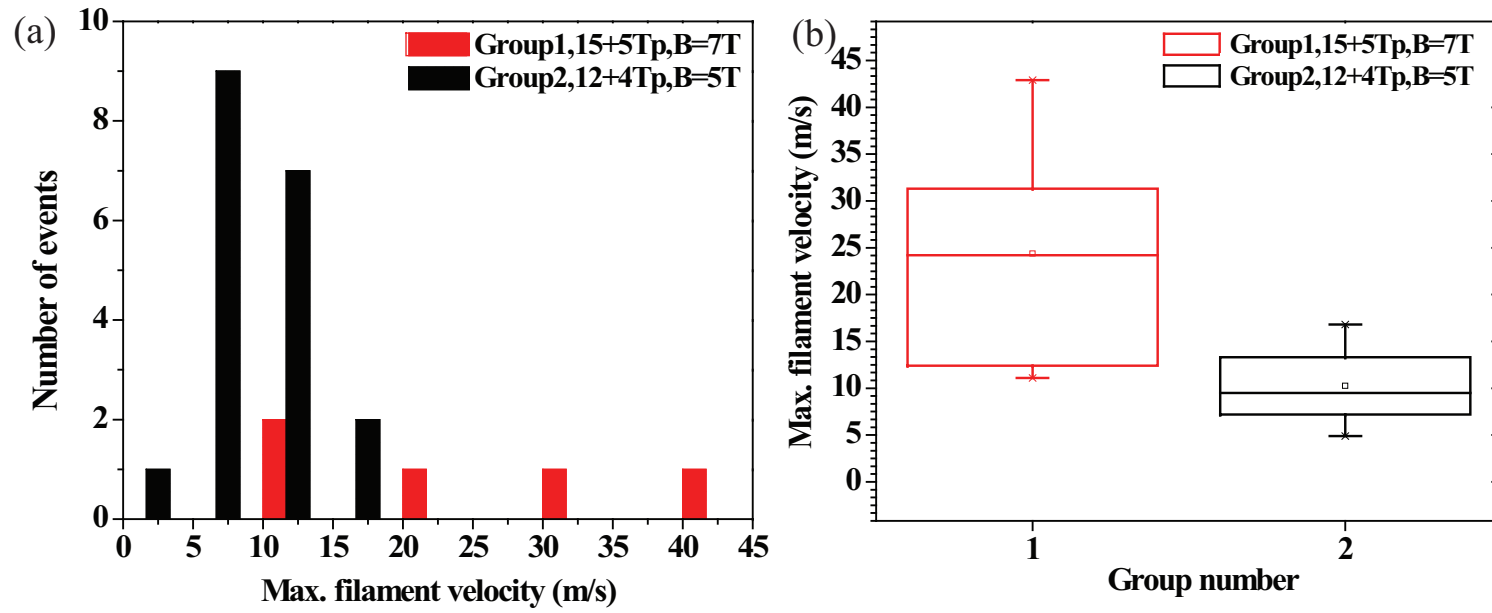 (a)
Group1,15+5Tp,B=7T
Group2,12+4Tp,B=5T
Number of events
10
8
6
4
2
0
0 5 10 15 20 25 30 35 40 45
Max. filament velocity (m/s)
(b)
Group1,15+5Tp,B=7T
Group2,12+4Tp,B=5T
Max. filament velocity (m/s)
45
40
35
30
25
20
15
10
5
0
1 2
Group number